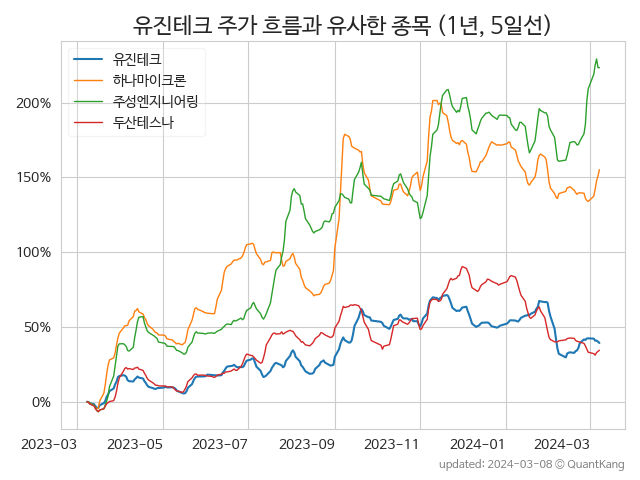 유진테크 주가 흐름과 유사한 종목 (1년, 5일선)
유진테크
하나마이크론
주성엔지니어링
두산테스나
200%
150%
100%
50%
0%
2023-03 2023-05 2023-07 2023-09 2023-11 2024-01 2024-03
updated: 2024-03-08 © QuantKang